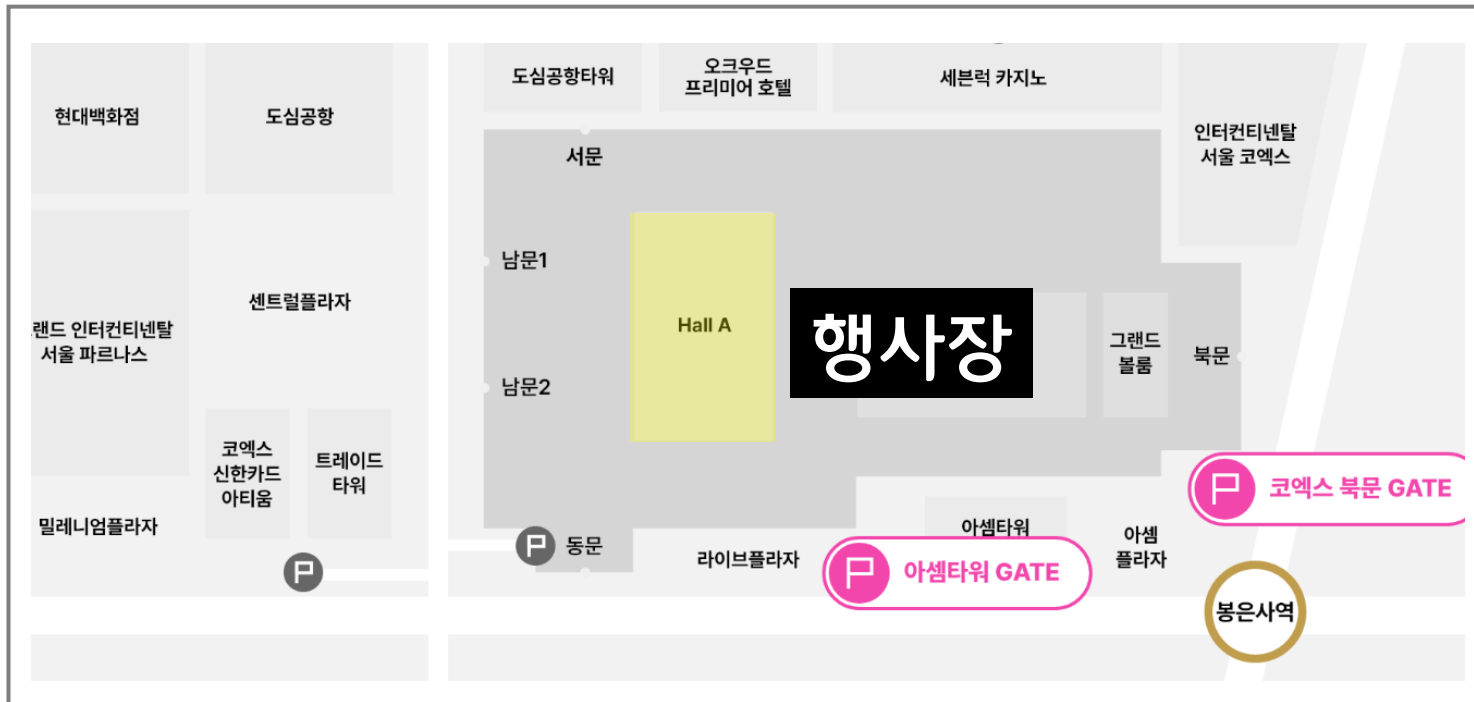 현대백화점
도심공항
도심공항타워
오크우드
프리미어 호텔
세븐럭 카지노
인터컨티넨탈
서울 코엑스
서문
남문1
센트럴플라자
랜드 인터컨티넨탈
서울 파르나스
Hall A
행사장
그랜드
볼룸
북문
남문2
코엑스
신한카드
아티움
트레이드
타워
P 코엑스 북문 GATE
밀레니엄플라자
P
P
동문
라이브플라자
아셈타워
아셈
플라자
P 아셈타워 GATE
봉은사역